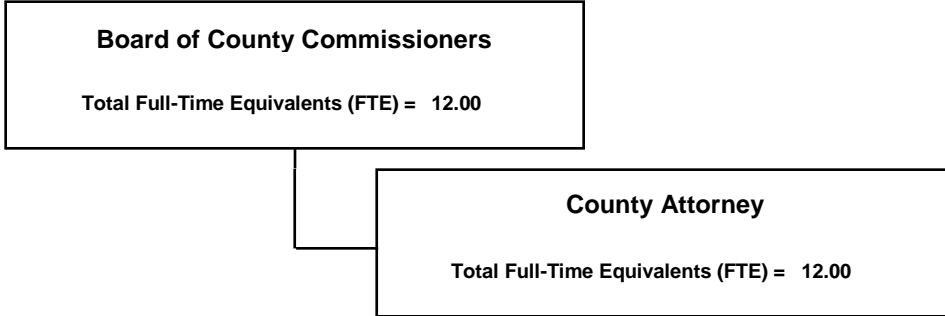 Board of County Commissioners
Total Full-Time Equivalents (FTE) = 12.00
County Attorney
Total Full-Time Equivalents (FTE) = 12.00